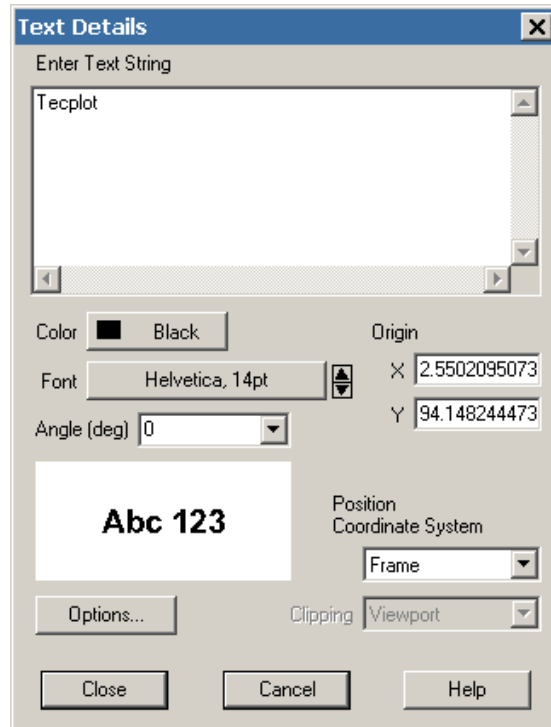 Text Details
Enter Text String
Tecplot
Color Black
Origin
Font Helvetica, 14pt
X 2.5502095073
Y 94.148244473
Angle (deg) 0
Abc 123
Position
Coordinate System
Frame
Options...
Clipping Viewport
Close Cancel Help